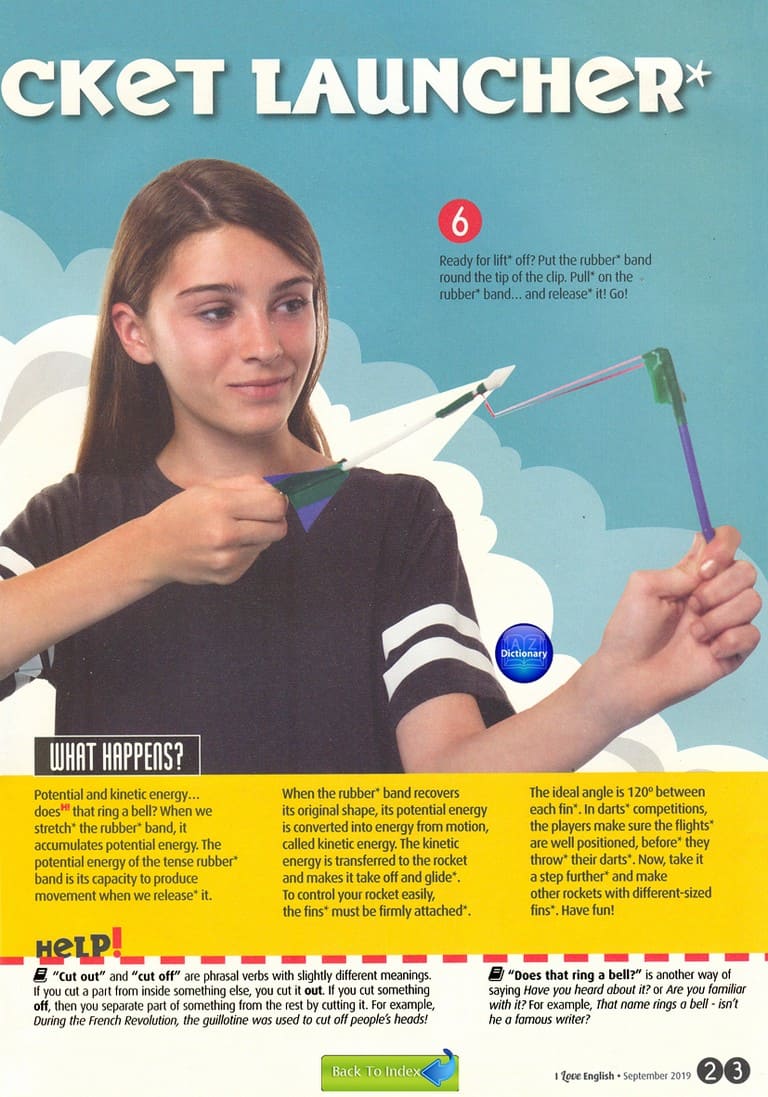 CKET LAUNCHER*
6
Ready for lift* off? Put the rubber* band
round the tip of the clip. Pull* on the
rubber* band... and release* it! Go!
A Z
Dictionary
WHAT HAPPENS?
Potential and kinetic energy...
does H! that ring a bell? When we
stretch* the rubber* band, it
accumulates potential energy. The
potential energy of the tense rubber*
band is its capacity to produce
movement when we release* it.
When the rubber* band recovers
its original shape, its potential energy
is converted into energy from motion,
called kinetic energy. The kinetic
energy is transferred to the rocket
and makes it take off and glide*.
To control your rocket easily,
the fins* must be firmly attached*.
The ideal angle is 120º between
each fin*. In darts* competitions,
the players make sure the flights*
are well positioned, before* they
throw* their darts*. Now, take it
a step further* and make
other rockets with different-sized
fins*. Have fun!
HELP!
"Cut out" and "cut off" are phrasal verbs with slightly different meanings.
If you cut a part from inside something else, you cut it out. If you cut something
off, then you separate part of something from the rest by cutting it. For example,
During the French Revolution, the guillotine was used to cut off people's heads!
"Does that ring a bell?" is another way of
saying Have you heard about it? or Are you familiar
with it? For example, That name rings a bell - isn't
he a famous writer?
Back To Index
I Love English • September 2019 23